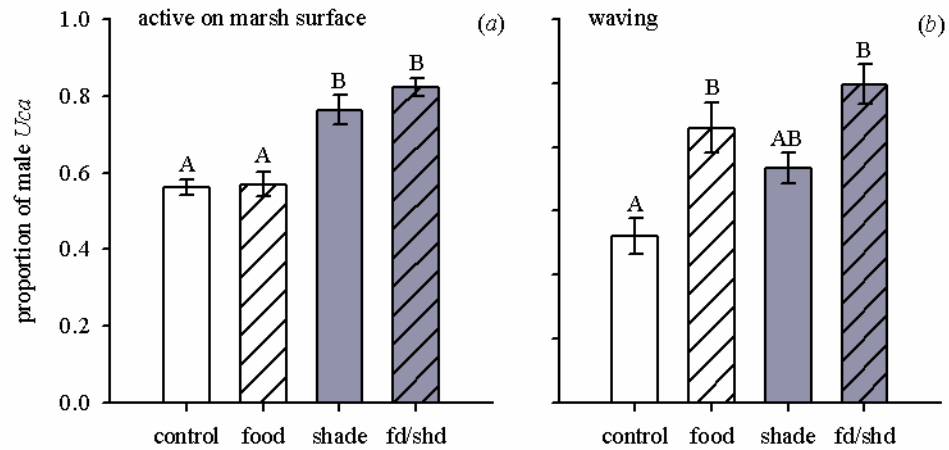 active on marsh surface
(a)
waving
(b)
proportion of male Uca
1.0
0.8
0.6
0.4
0.2
0.0
A
A
B
B
A
B
AB
B
control food shade fd/shd
control food shade fd/shd